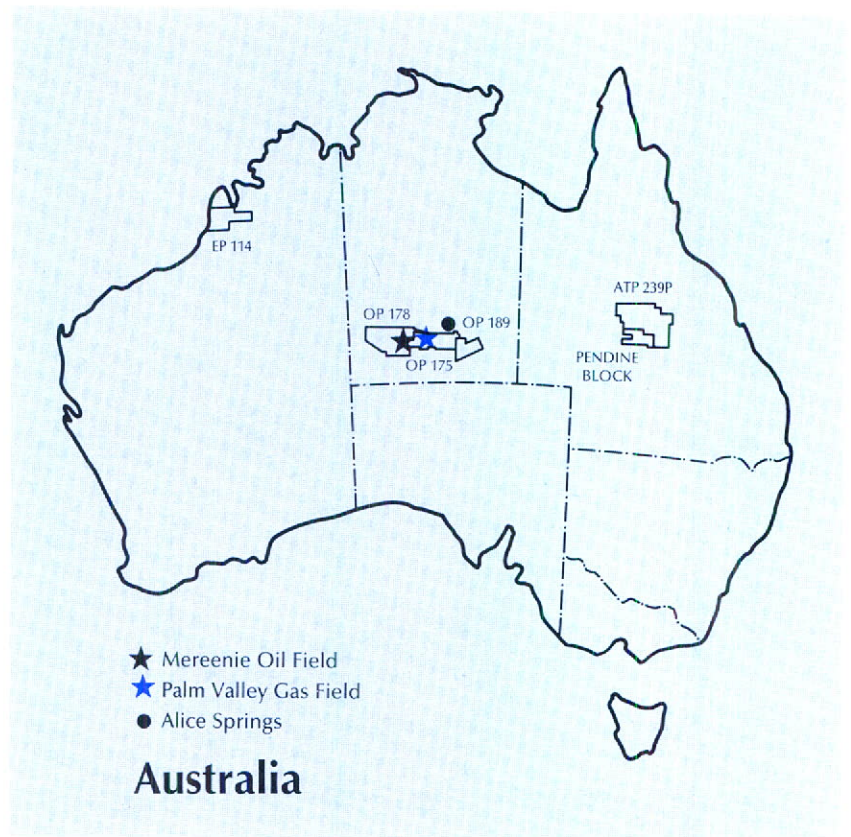 EP 114
ATP 239P
OP 178
OP 189
OP 175
PENDINE
BLOCK
Mereenie Oil Field
Palm Valley Gas Field
Alice Springs
Australia